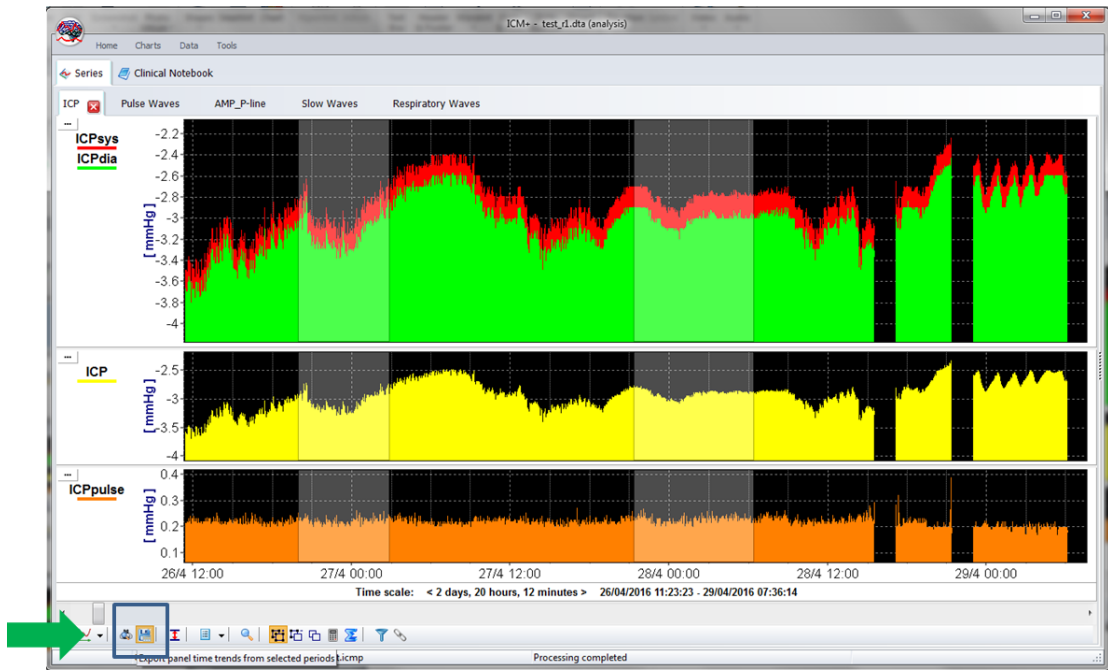 ICM+ - test_r1.dta (analysis)
Home Charts Data Tools
Series Clinical Notebook
ICP Pulse Waves AMP_P-line Slow Waves Respiratory Waves
ICPsys
ICPdia
[mmHg]
-2.2
-2.4
-2.6
-2.8
-3
-3.2
-3.4
-3.6
-3.8
-4
ICP
[mmHg]
-2.5
-3
-3.5
-4
ICPpulse
[mmHg]
0.4
0.3
0.2
0.1
26/4 12:00 27/4 00:00 27/4 12:00 28/4 00:00 28/4 12:00 29/4 00:00
Time scale: < 2 days, 20 hours, 12 minutes > 26/04/2016 11:23:23 - 29/04/2016 07:36:14
Export panel time trends from selected periods t.icmp Processing completed